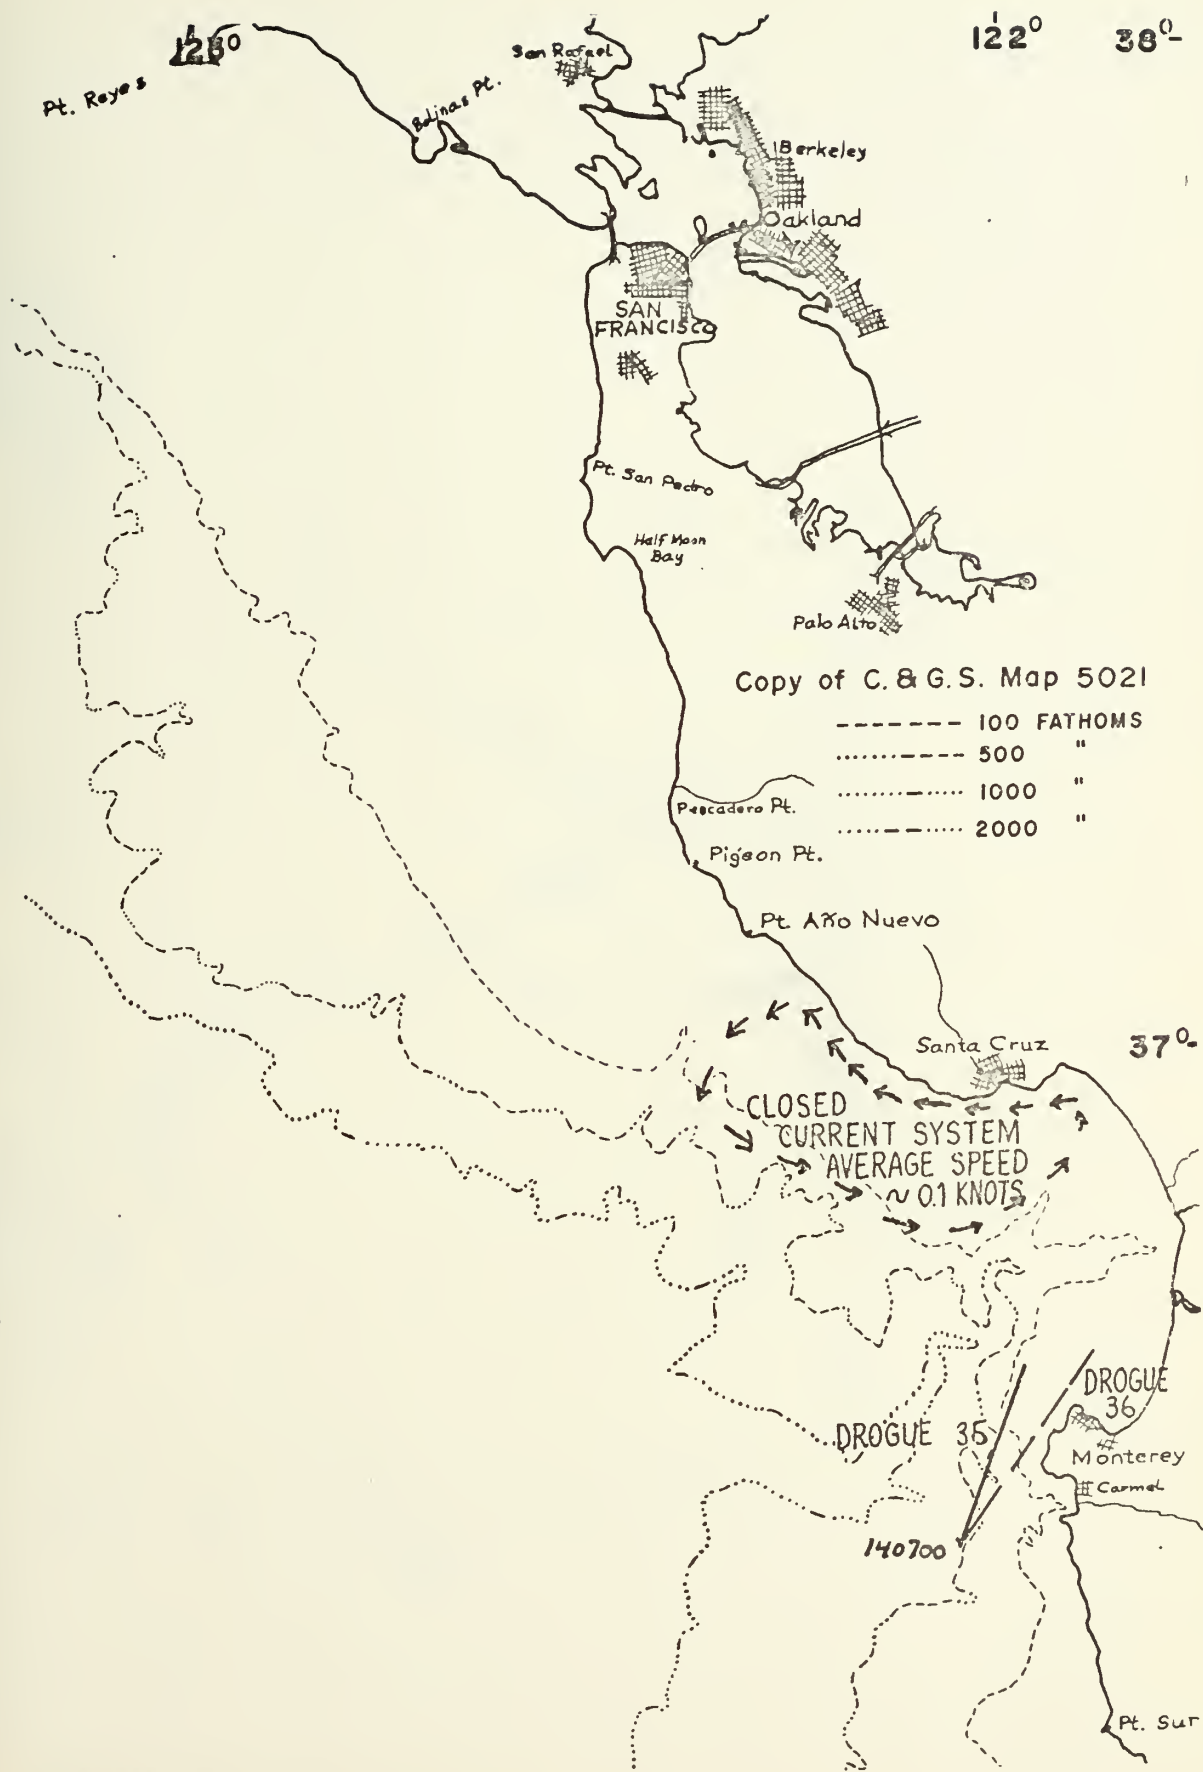 123°
122°
38°-
Pt. Reyes
Bolinas Pt.
San Rafael
Berkeley
Oakland
SAN
FRANCISCO
Pt. San Pedro
Half Moon
Bay
Palo Alto
Copy of C. & G.S. Map 5021
100 FATHOMS
500 "
1000 "
2000 "
Pescadero Pt.
Pigeon Pt.
Pt. Año Nuevo
Santa Cruz
37°-
CLOSED
CURRENT SYSTEM
AVERAGE SPEED
~ 0.1 KNOTS
DROGUE
36
DROGUE 35
Monterey
Carmel
140700
Pt. Sur